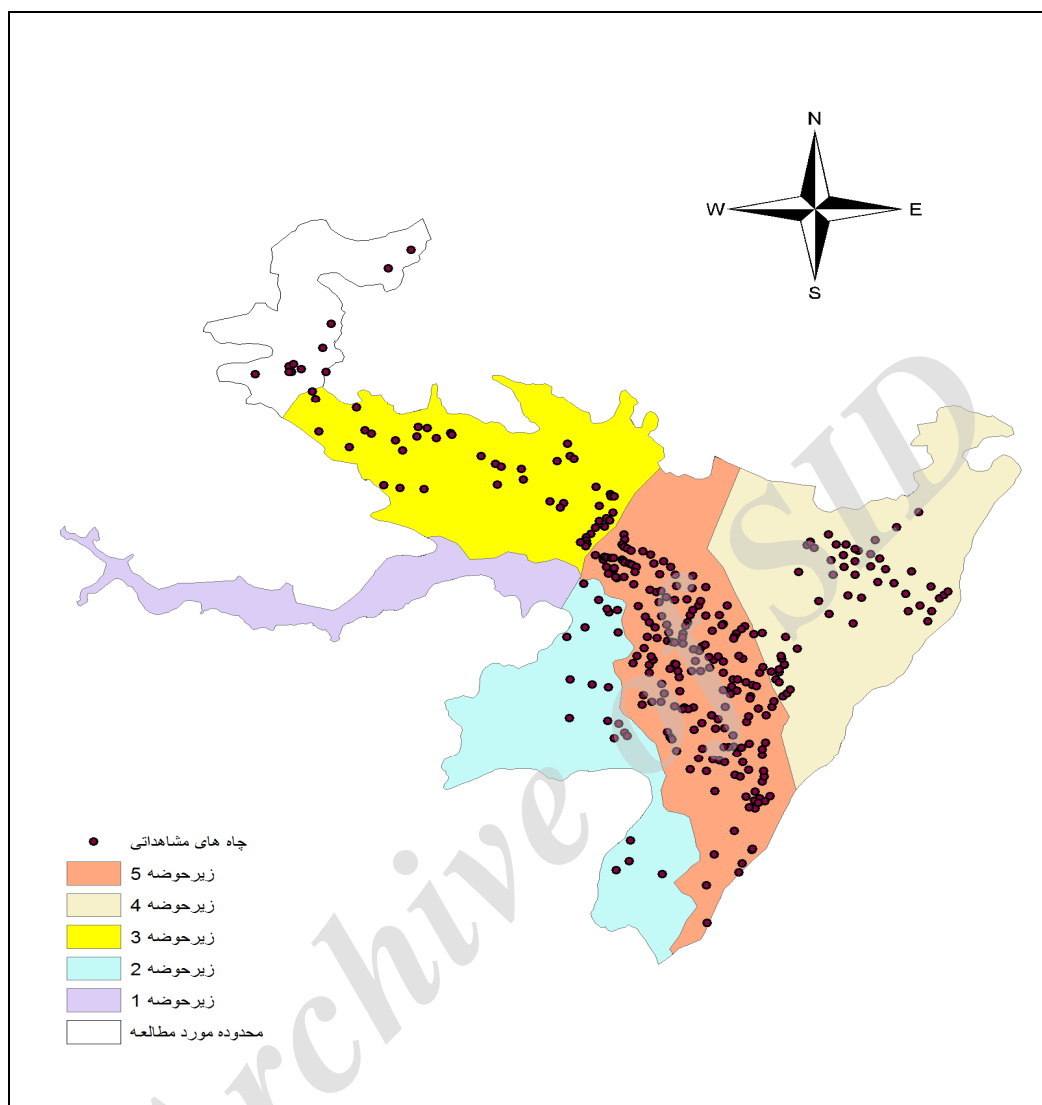 N
W
E
S
چاه های مشاهداتی
زیرحوضه 5
زیرحوضه 4
زیرحوضه 3
زیرحوضه 2
زیرحوضه 1
محدوده مورد مطالعه
Archive of SID